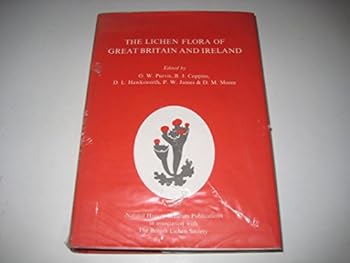 THE LICHEN FLORA OF
GREAT BRITAIN AND IRELAND
Edited by
O. W. Purvis, B. J. Coppins,
D. L. Hawksworth, P. W. James & D. M. Moore
Natural History Museum Publications
in association with
The British Lichen Society